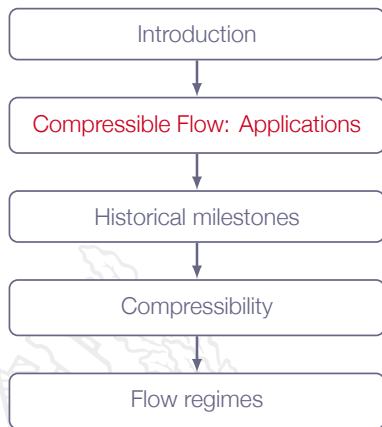 Introduction
Compressible Flow: Applications
Historical milestones
Compressibility
Flow regimes